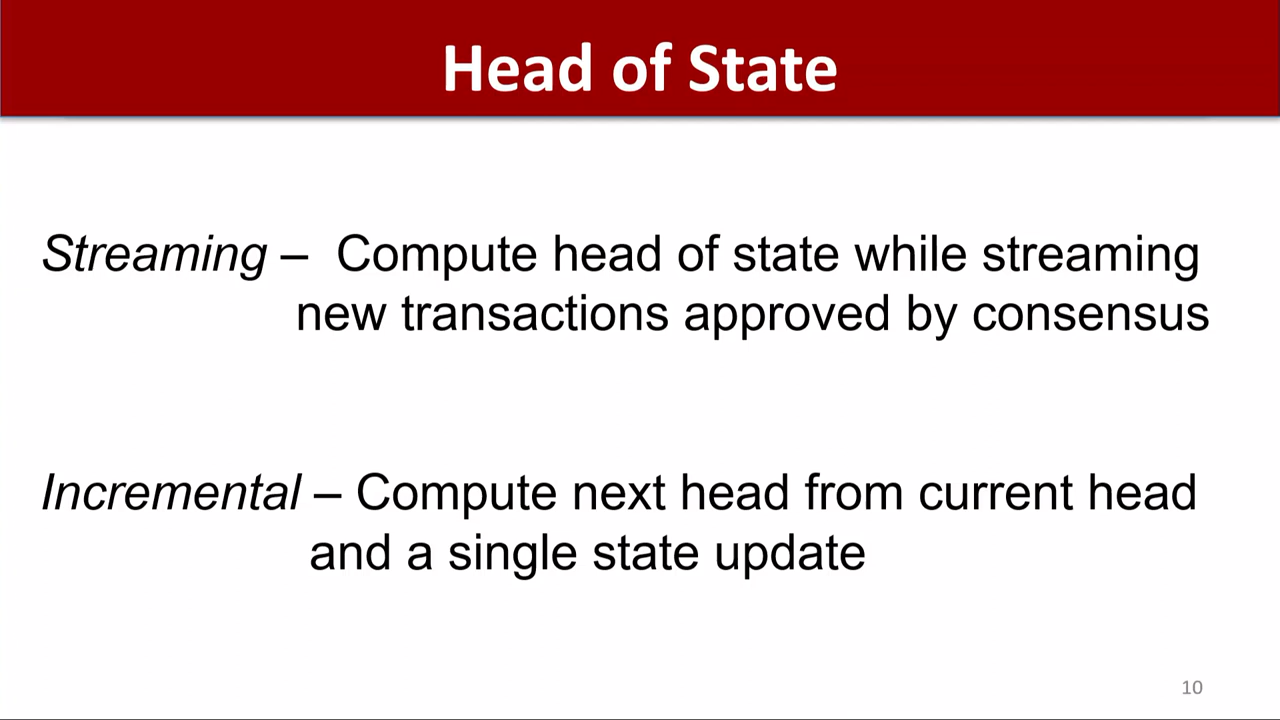 Head of State
Streaming – Compute head of state while streaming
new transactions approved by consensus
Incremental – Compute next head from current head
and a single state update
10